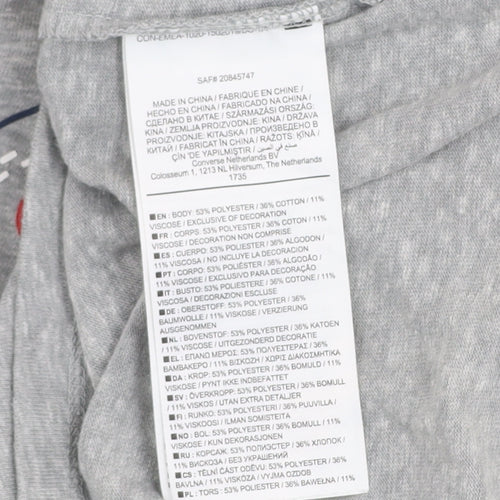 SAF# 20845747
MADE IN CHINA / FABRIQUE EN CHINE /
HECHO EN CHINA / FABRICADO EM CHINA /
СДЕЛАНО В КИТАЕ / SZÁRMAZÁSI ORSZÁG:
KÍNA / ZEMLJA PROIZVODNJE: KINA / DRŽAVA
PROIZVODNJE: KITAJSKA / ПРОИЗВЕДЕНО В
КИТАЙ / FABRICAT ÎN CHINA / RAŽOTS: ĶĪNĀ /
ÇİN'DE YAPILMIŞTIR / صنع في الصين
Converse Netherlands BV
Colosseum 1, 1213 NL Hilversum, The Netherlands
1735
EN : BODY: 53% POLYESTER / 36% COTTON / 11%
VISCOSE / EXCLUSIVE OF DECORATION
FR : CORPS: 53% POLYESTER / 36% COTON / 11%
VISCOSE / DECORATION NON COMPRISE
ES : CUERPO: 53% POLIÉSTER / 36% ALGODON /
11% VISCOSA / NO INCLUYE DECORACIÓN
PT : CORPO: 53% POLIÉSTER / 36% ALGODÃO /
11% VISCOSE / EXCLUSIVO PARA DECORAÇÃO
IT : BUSTO: 53% POLIESTERE / 36% COTONE / 11%
VISCOSA / DECORAZIONI ESCLUSE
DE : OBERSTOFF: 53% POLYESTER / 36%
BAUMWOLLE / 11% VISKOSE / VERZIERUNG
AUSGENOMMEN
NL : BOVENSTOF: 53% POLYESTER / 36% KATOEN
/ 11% VISCOSE / UITGEZONDERD DECORATIE
EL : ΕΠΑΝΩ ΜΕΡΟΣ: 53% ΠΟΛΥΕΣΤΕΡΑΣ / 36%
ΒΑΜΒΑΚΕΡΟ / 11% ΒΙΣΚΟΖΗ / ΧΩΡΙΣ ΔΙΑΚΟΣΜΗΤΙΚΑ
DA : KROP: 53% POLYESTER / 36% BOMULD / 11%
VISKOSE / PYNT IKKE INDBEFATTET
SV : ÖVERKROPP: 53% POLYESTER / 36% BOMULL /
11% VISKOS / UTAN EXTRA DETALJER
FI : RUNKO: 53% POLYESTERI / 36% PUUVILLA /
11% VISKOOSI / KORISTEET EIVÄT SISÄLLY
NO : BOL: 53% POLYESTER / 36% BOMULL / 11%
VISKOSE / KUN DEKORASJONEN
RU : КОРСАЖ: 53% ПОЛИЭСТЕР / 36% ХЛОПОК /
11% ВИСКОЗА / БЕЗ УКРАШЕНИЙ
CS : TĚLNÍ ČÁST ODĚVU: 53% POLYESTER / 36%
BAVLNA / 11% VISKÓZA / VYJMA OZDOB
PL : TORS : 53% POLIESTER / 36% BAWEŁNA / 11%